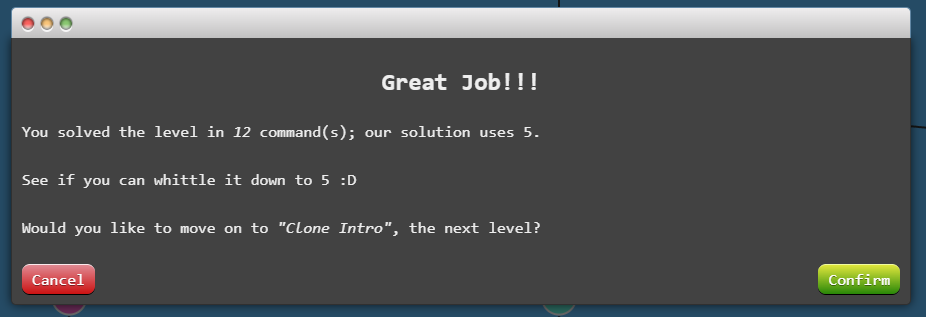 Great Job!!!
You solved the level in 12 command(s); our solution uses 5.
See if you can whittle it down to 5 :D
Would you like to move on to "Clone Intro", the next level?
Cancel
Confirm